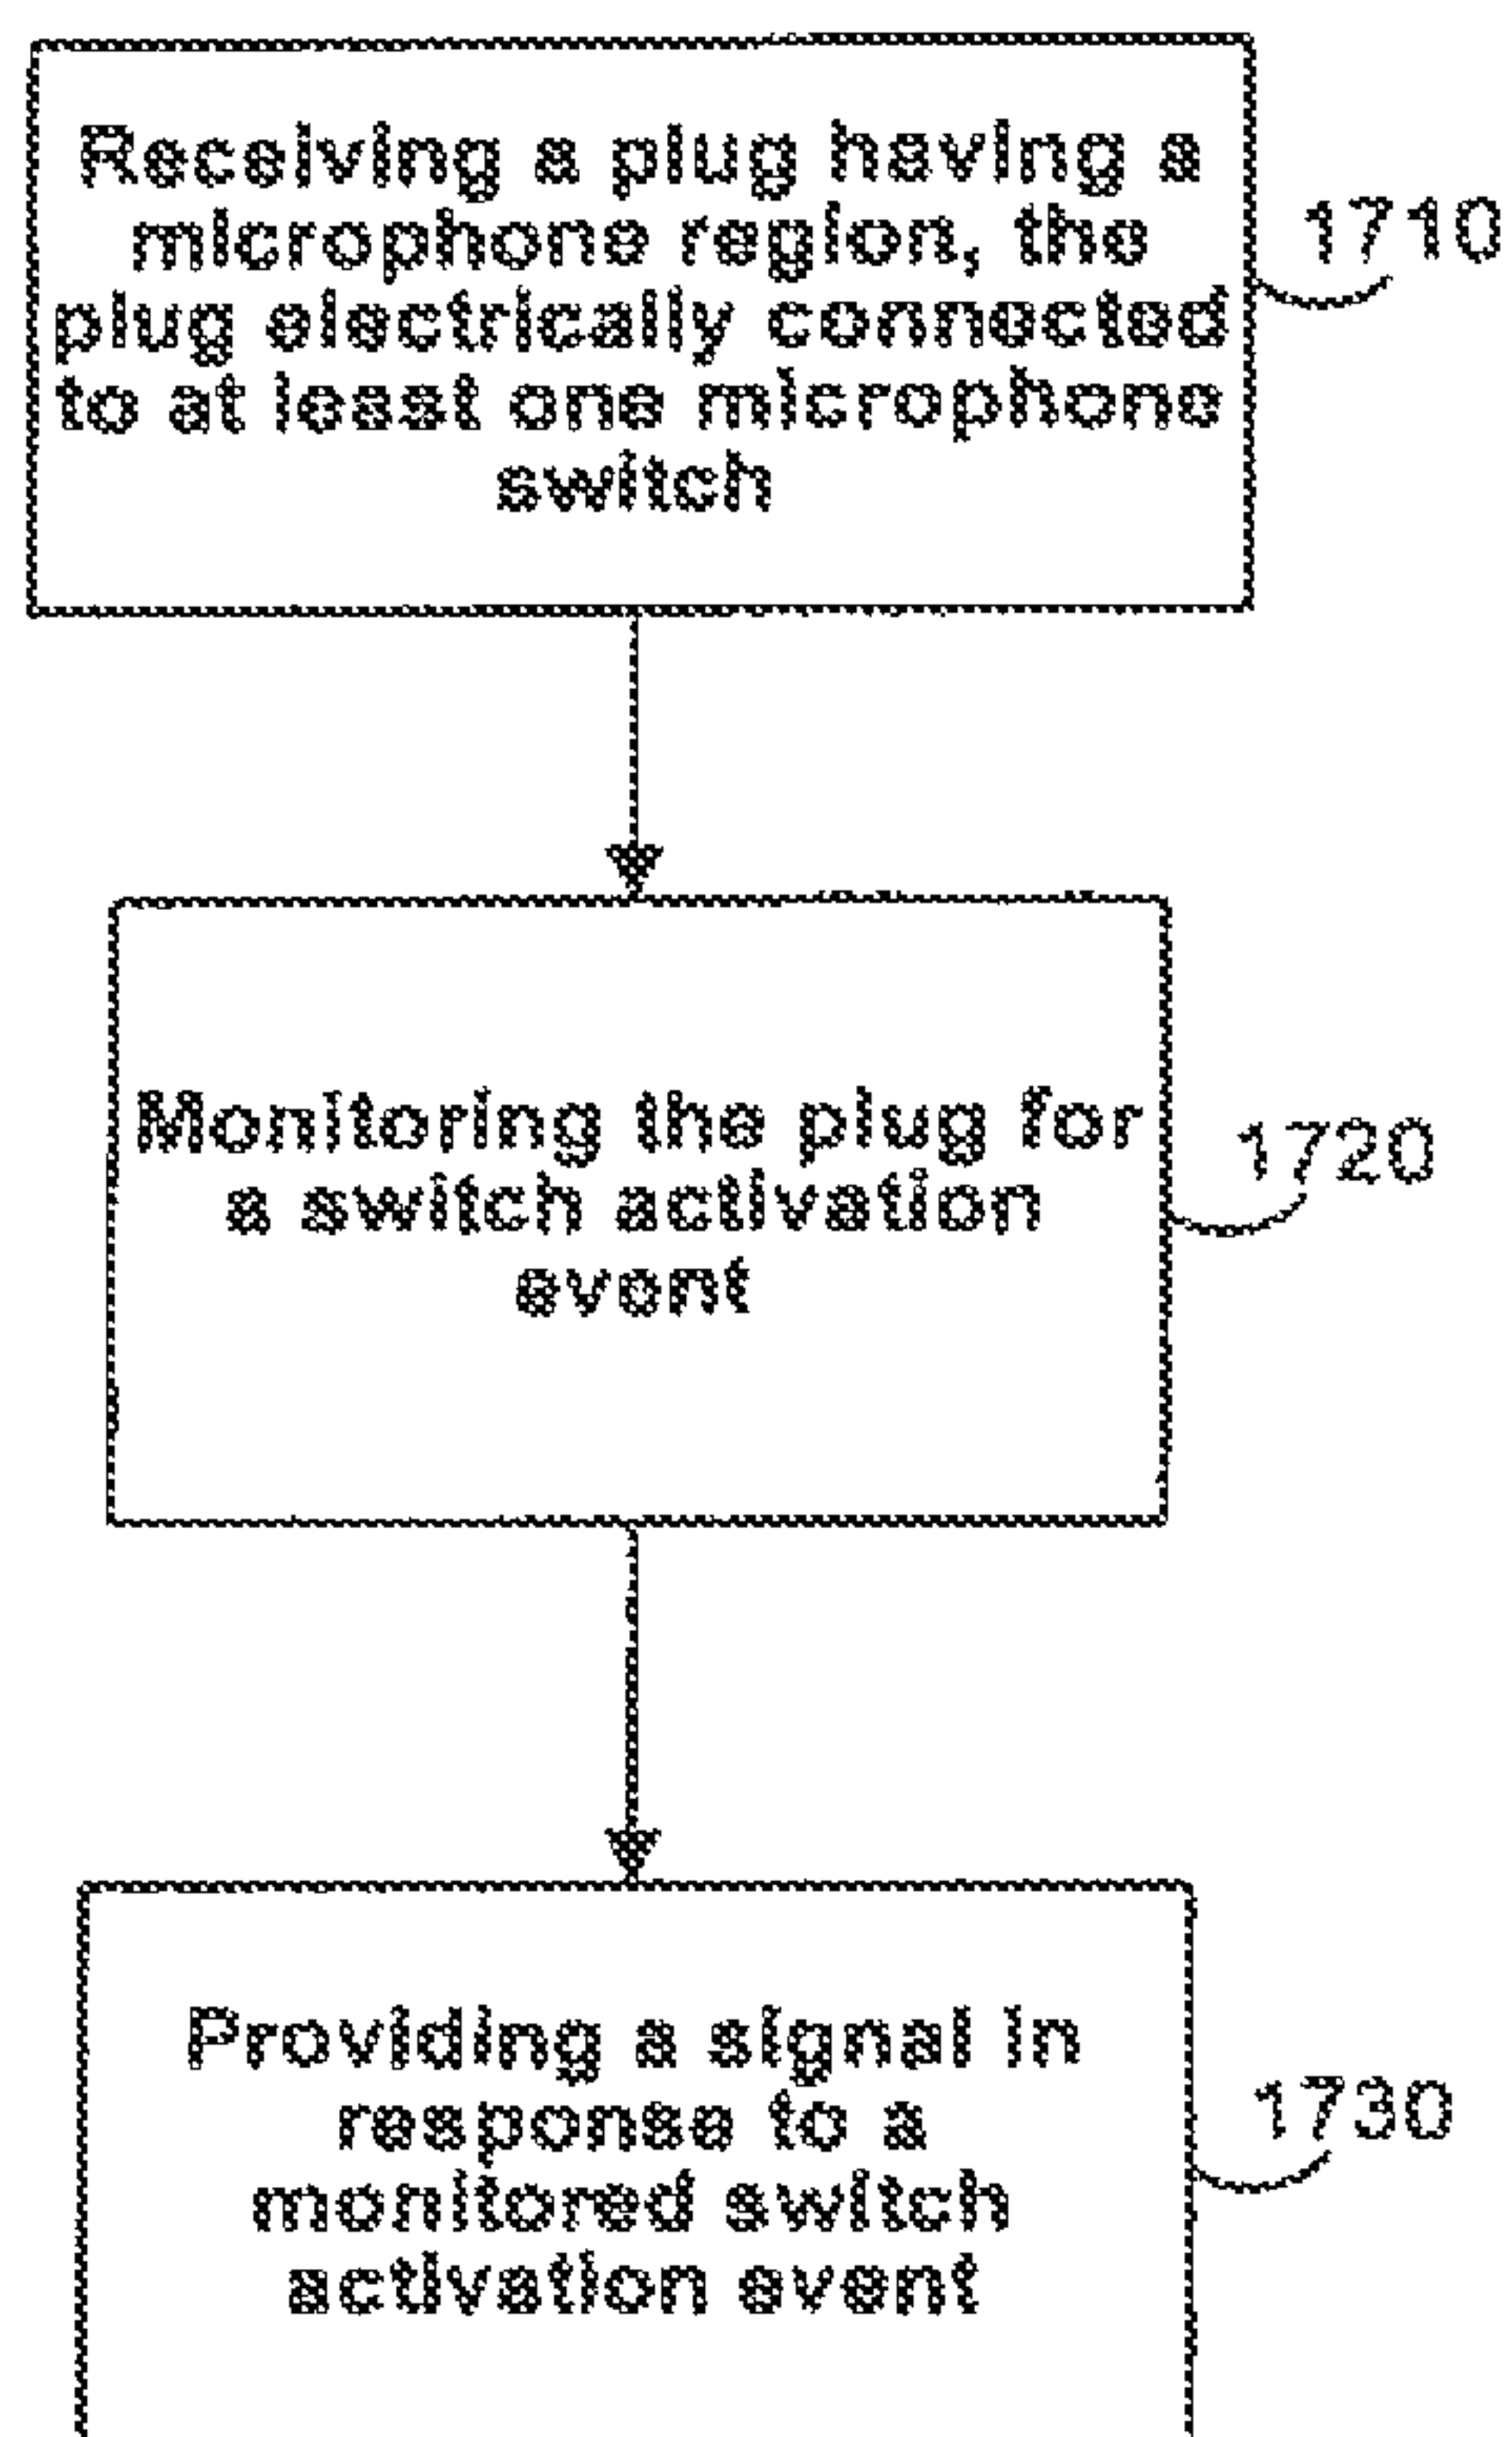 Receiving a plug having a
microphone region, the
plug electrically connected
to at least one microphone
switch
1710
Monitoring the plug for
a switch activation
event
1720
Providing a signal in
response to a
monitored switch
activation event
1730